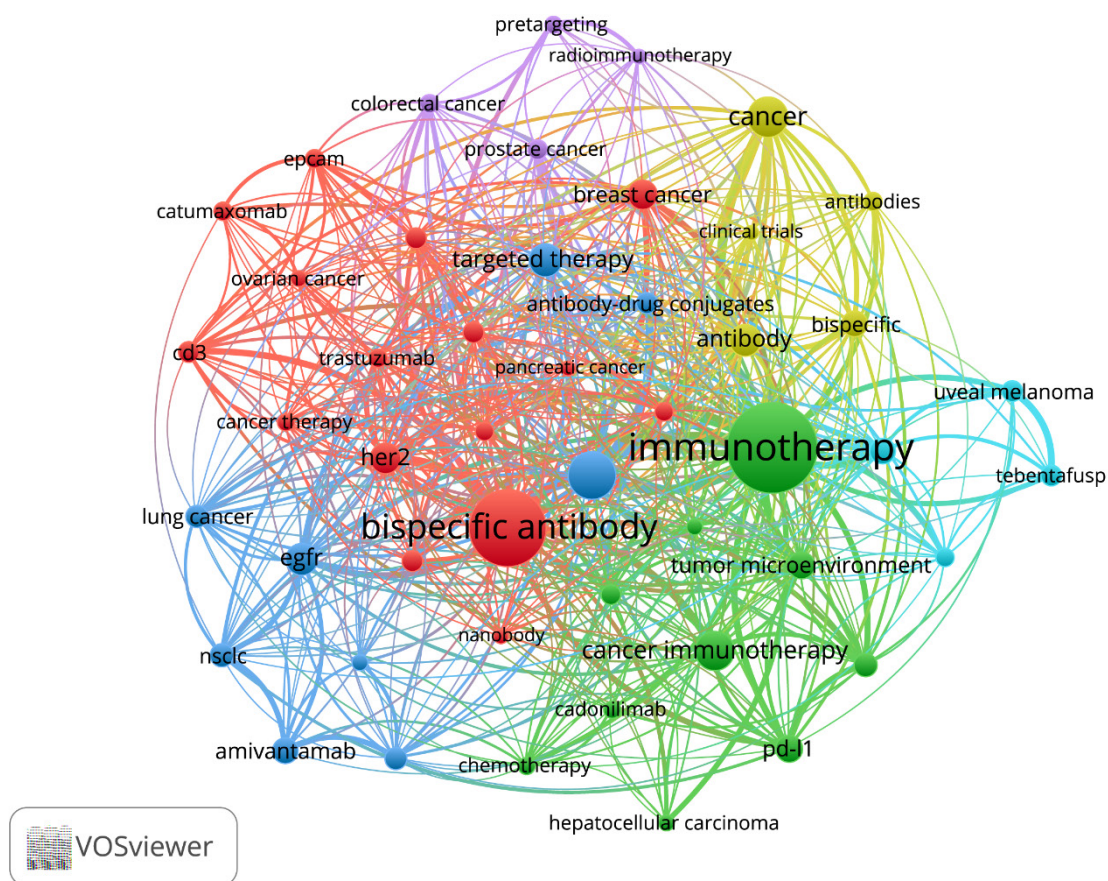 pretargeting
radioimmunotherapy
colorectal cancer
cancer
prostate cancer
epcam
breast cancer
antibodies
catumaxomab
clinical trials
targeted therapy
ovarian cancer
antibody-drug conjugates
bispecific
antibody
cd3
trastuzumab
pancreatic cancer
uveal melanoma
cancer therapy
immunotherapy
her2
tebentafusp
lung cancer
bispecific antibody
egfr
tumor microenvironment
nanobody
cancer immunotherapy
nsclc
cadonilimab
amivantamab
pd-l1
chemotherapy
hepatocellular carcinoma
VOSviewer